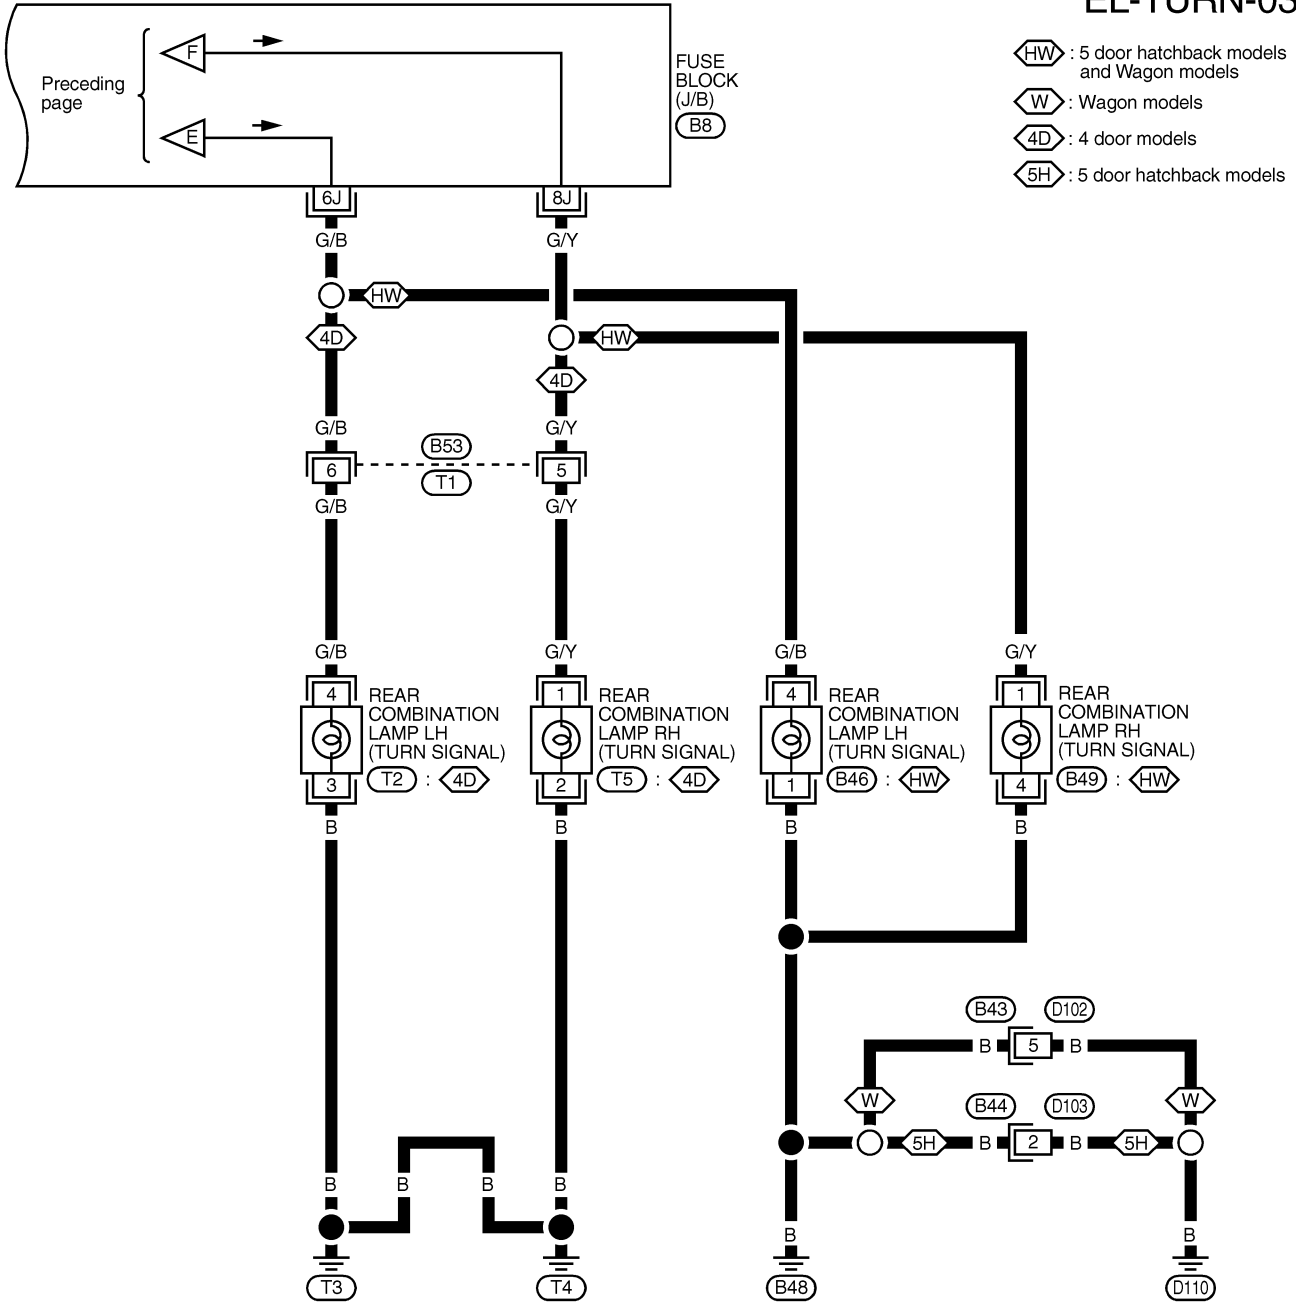 EL-TURN-03
HW : 5 door hatchback models
and Wagon models
W : Wagon models
4D : 4 door models
5H : 5 door hatchback models
Preceding
page
F
E
FUSE
BLOCK
(J/B)
B8
6J
8J
G/B
G/Y
HW
4D
HW
4D
G/B
G/Y
B53
6
5
T1
G/B
G/Y
G/B
G/Y
G/B
G/Y
4
REAR
COMBINATION
LAMP LH
(TURN SIGNAL)
T2 : 4D
3
1
REAR
COMBINATION
LAMP RH
(TURN SIGNAL)
T5 : 4D
2
4
REAR
COMBINATION
LAMP LH
(TURN SIGNAL)
B46 : HW
1
1
REAR
COMBINATION
LAMP RH
(TURN SIGNAL)
B49 : HW
4
B
B
B
B
B43
D102
B
5
B
W
W
B44
D103
5H
B
2
B
5H
B
B
B
B
B
B
T3
T4
B48
D110